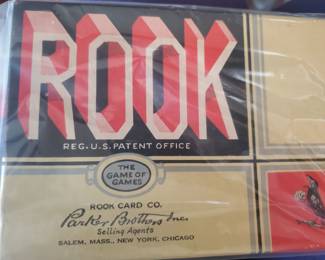 ROOK
REG. U.S. PATENT OFFICE
THE
GAME OF
GAMES
ROOK CARD CO.
Parker Brothers Inc.
Selling Agents
SALEM, MASS., NEW YORK, CHICAGO